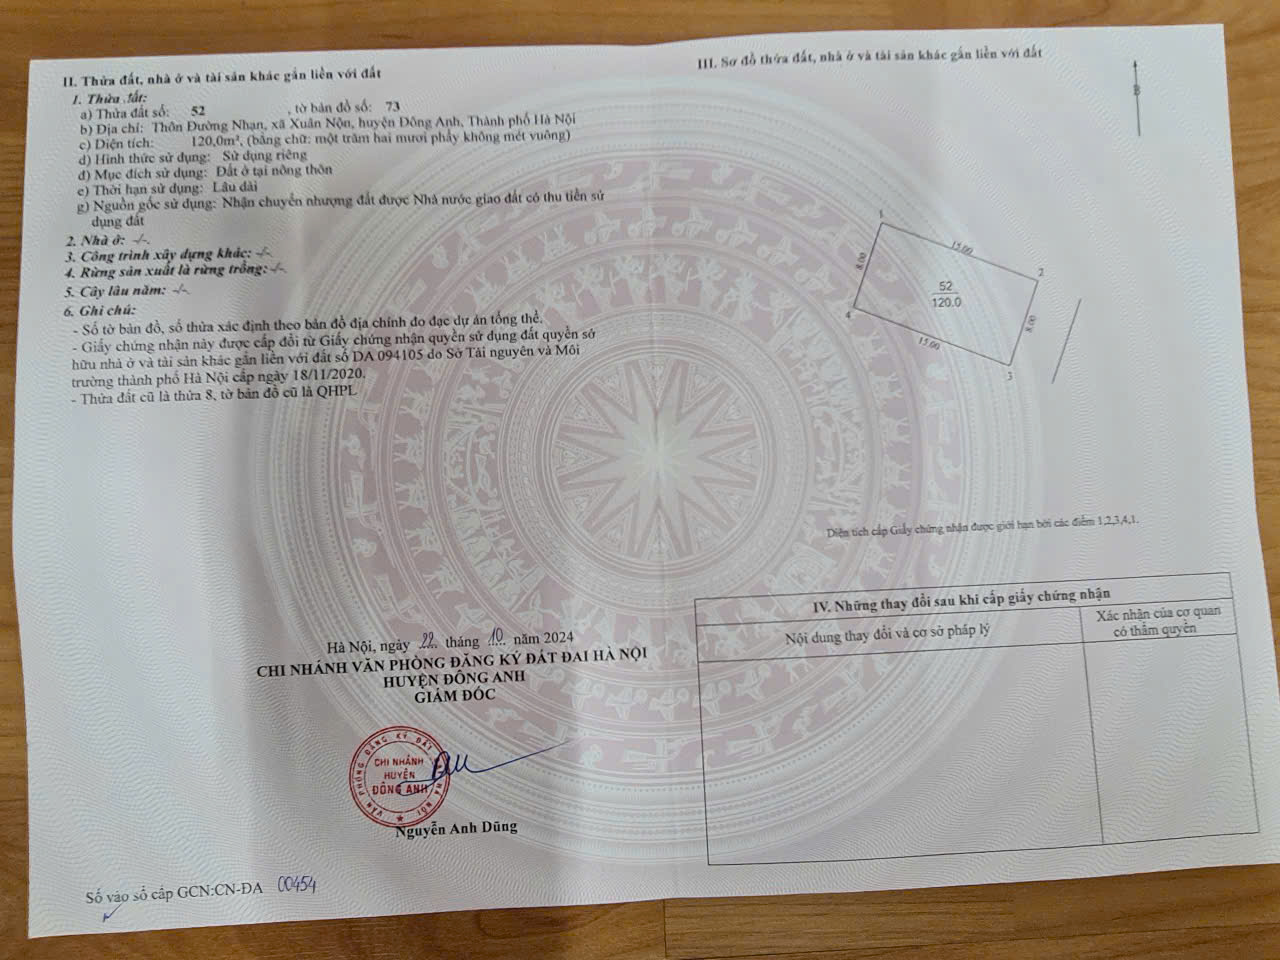 II. Thửa đất, nhà ở và tài sản khác gắn liền với đất
1. Thửa đất:
a) Thửa đất số: 52 , tờ bản đồ số: 73
b) Địa chỉ: Thôn Đường Nhạn, xã Xuân Nộn, huyện Đông Anh, Thành phố Hà Nội
c) Diện tích: 120,0m², (bằng chữ: một trăm hai mươi phẩy không mét vuông)
d) Hình thức sử dụng: Sử dụng riêng
đ) Mục đích sử dụng: Đất ở tại nông thôn
e) Thời hạn sử dụng: Lâu dài
g) Nguồn gốc sử dụng: Nhận chuyển nhượng đất được Nhà nước giao đất có thu tiền sử
dụng đất
2. Nhà ở: -/-.
3. Công trình xây dựng khác: -/-.
4. Rừng sản xuất là rừng trồng: -/-.
5. Cây lâu năm: -/-.
6. Ghi chú:
- Số tờ bản đồ, số thửa xác định theo bản đồ địa chính đo đạc dự án tổng thể.
- Giấy chứng nhận này được cấp đổi từ Giấy chứng nhận quyền sử dụng đất quyền sở
hữu nhà ở và tài sản khác gắn liền với đất số DA 094105 do Sở Tài nguyên và Môi
trường thành phố Hà Nội cấp ngày 18/11/2020.
- Thửa đất cũ là thửa 8, tờ bản đồ cũ là QHPL
Hà Nội, ngày 22 tháng 10 năm 2024
CHI NHÁNH VĂN PHÒNG ĐĂNG KÝ ĐẤT ĐAI HÀ NỘI
HUYỆN ĐÔNG ANH
GIÁM ĐỐC
VĂN PHÒNG ĐĂNG KÝ ĐẤT HÀ NỘI
CHI NHÁNH
HUYỆN
ĐÔNG ANH
Nguyễn Anh Dũng
Số vào sổ cấp GCN:CN-ĐA 00454
III. Sơ đồ thửa đất, nhà ở và tài sản khác gắn liền với đất
B
1
15.00
2
8.00
52
120.0
8.00
4
15.00
3
Diện tích cấp Giấy chứng nhận được giới hạn bởi các điểm 1,2,3,4,1.
IV. Những thay đổi sau khi cấp giấy chứng nhận
Nội dung thay đổi và cơ sở pháp lý
Xác nhận của cơ quan
có thẩm quyền